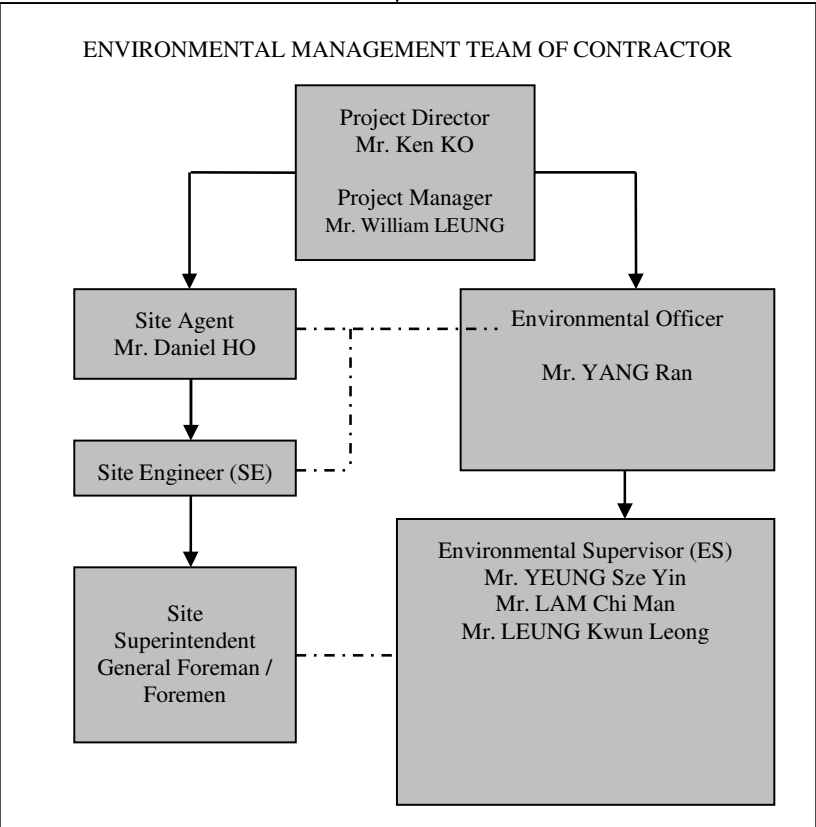 ENVIRONMENTAL MANAGEMENT TEAM OF CONTRACTOR
Project Director
Mr. Ken KO
Project Manager
Mr. William LEUNG
Site Agent
Mr. Daniel HO
Environmental Officer
Mr. YANG Ran
Site Engineer (SE)
Environmental Supervisor (ES)
Mr. YEUNG Sze Yin
Mr. LAM Chi Man
Mr. LEUNG Kwun Leong
Site
Superintendent
General Foreman /
Foremen